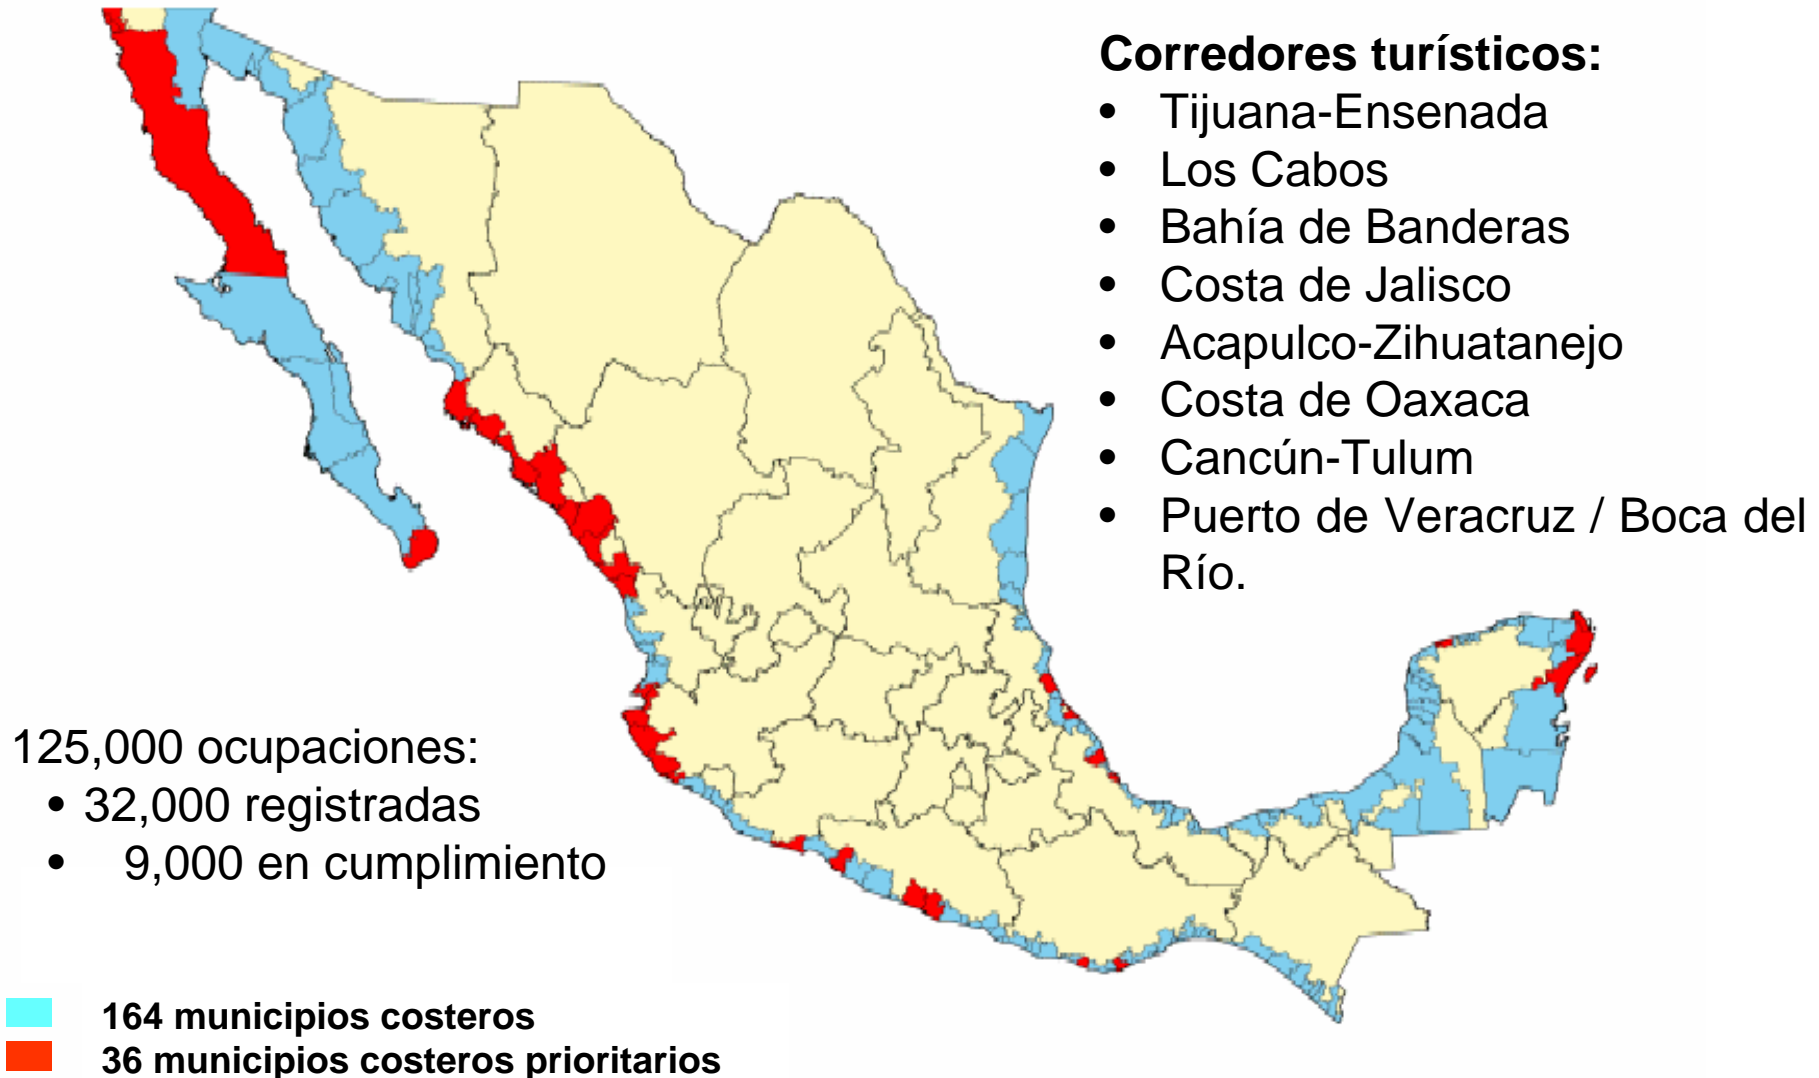 Corredores turísticos:
• Tijuana-Ensenada
• Los Cabos
• Bahía de Banderas
• Costa de Jalisco
• Acapulco-Zihuatanejo
• Costa de Oaxaca
• Cancún-Tulum
• Puerto de Veracruz / Boca del
Río.
125,000 ocupaciones:
• 32,000 registradas
• 9,000 en cumplimiento
164 municipios costeros
36 municipios costeros prioritarios